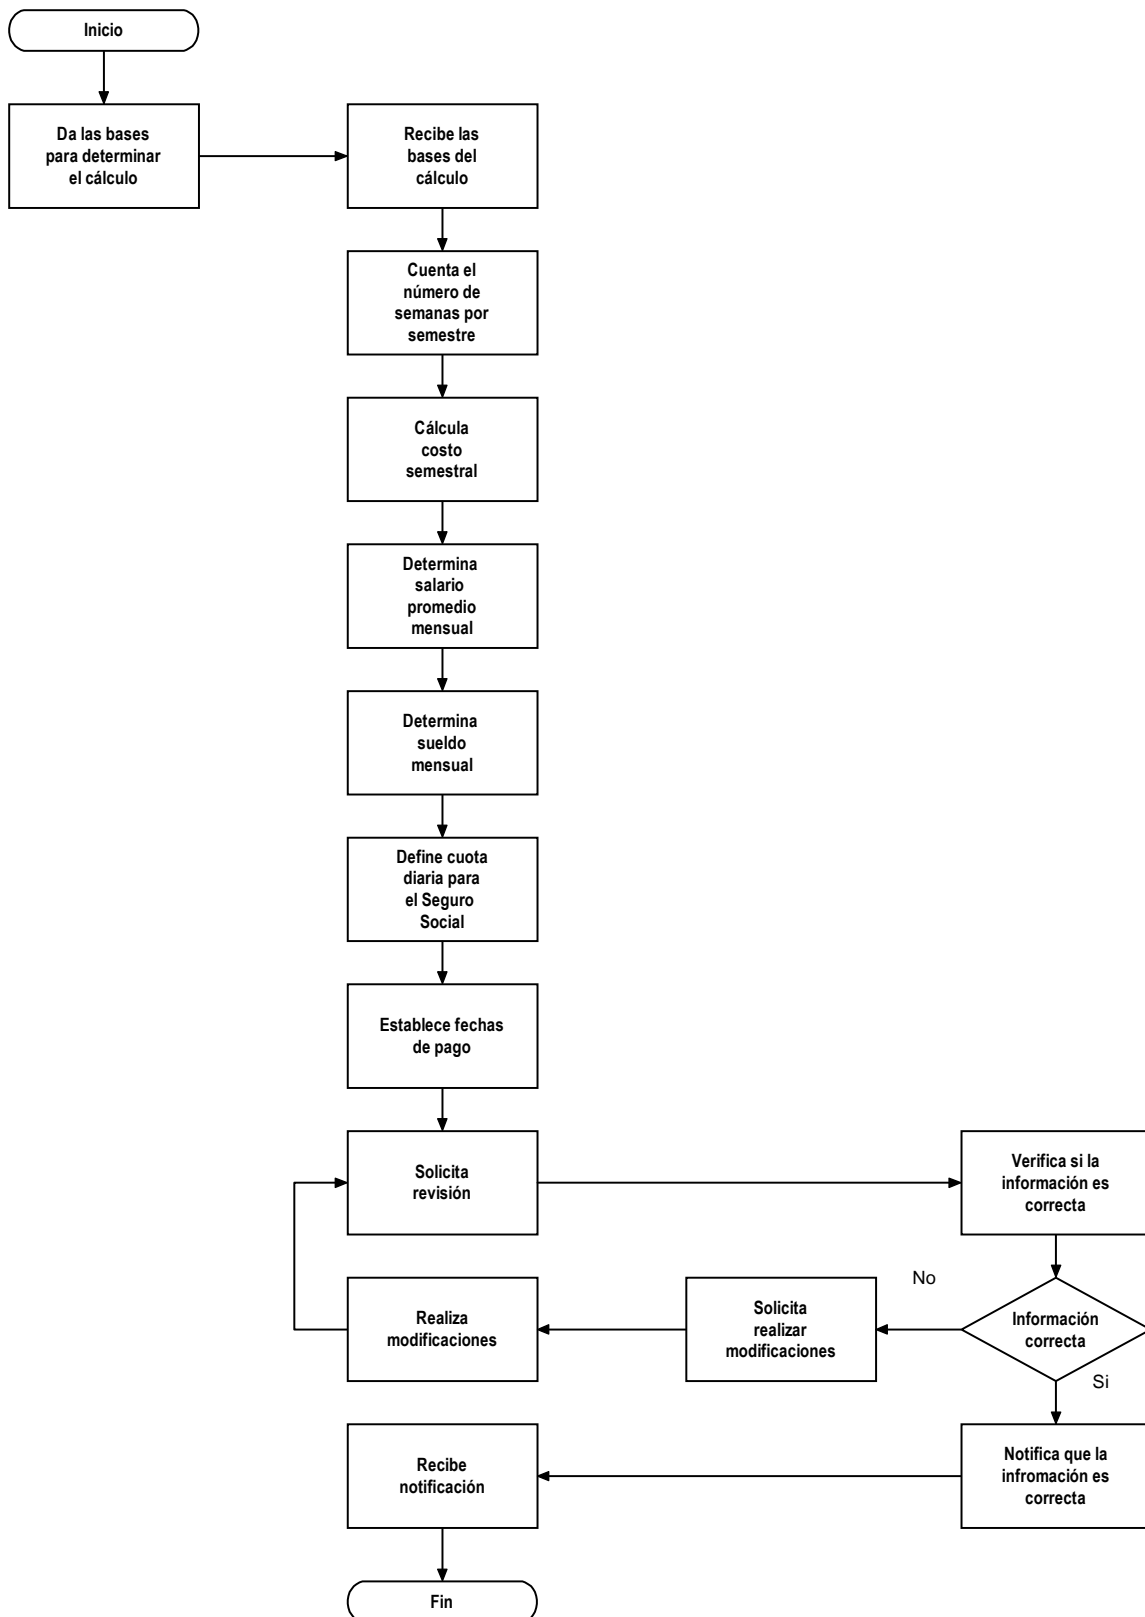 Inicio
Da las bases
para determinar
el cálculo
Recibe las
bases del
cálculo
Cuenta el
número de
semanas por
semestre
Cálcula
costo
semestral
Determina
salario
promedio
mensual
Determina
sueldo
mensual
Define cuota
diaria para
el Seguro
Social
Establece fechas
de pago
Solicita
revisión
Verifica si la
información es
correcta
Información
correcta
No
Solicita
realizar
modificaciones
Realiza
modificaciones
Si
Notifica que la
infromación es
correcta
Recibe
notificación
Fin